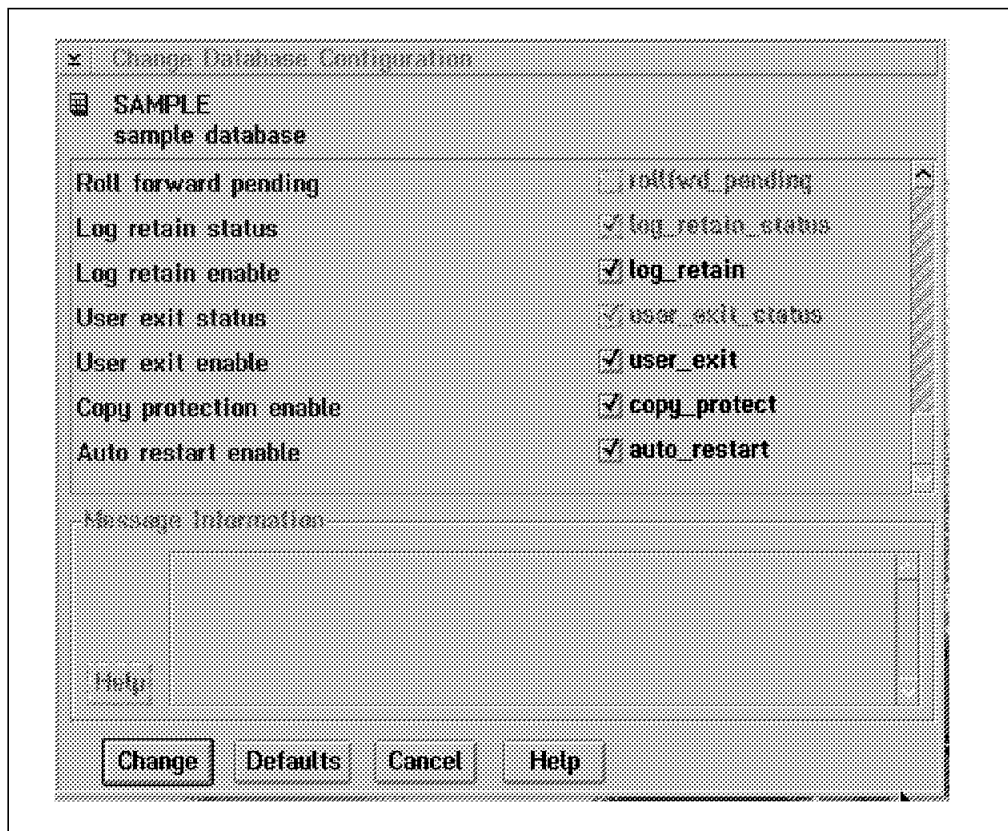 Change Database Configuration
SAMPLE
sample database
Roll forward pending rollfwd_pending
Log retain status log_retain_status
Log retain enable log_retain
User exit status user_exit_status
User exit enable user_exit
Copy protection enable copy_protect
Auto restart enable auto_restart
Message Information
Help
Change Defaults Cancel Help